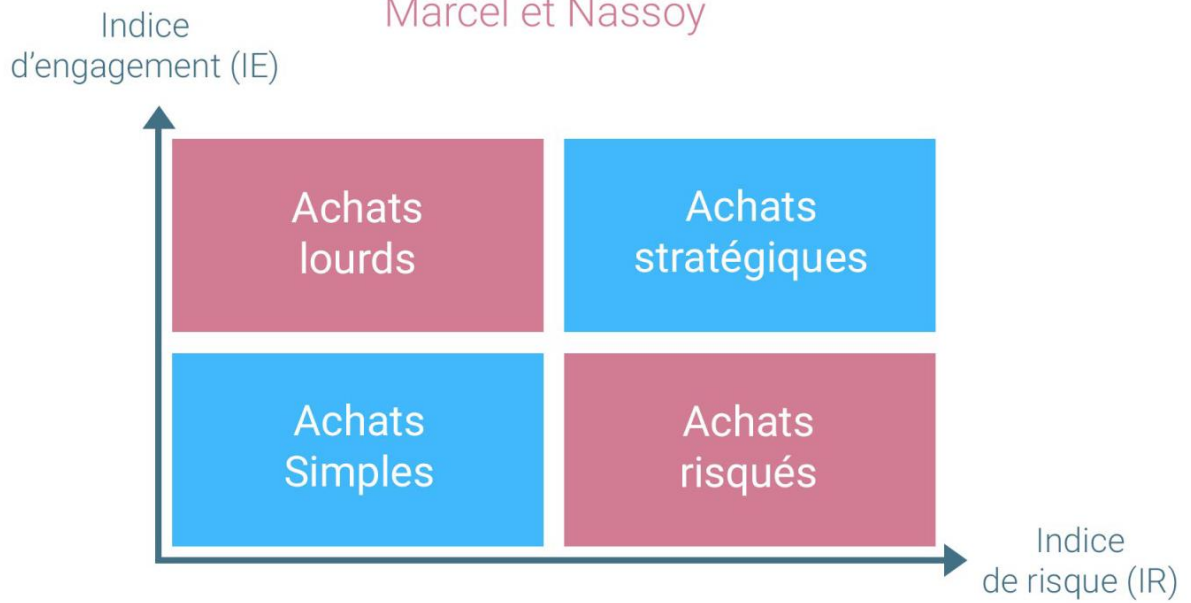 Marcel et Nassoy
Indice
d'engagement (IE)
Achats
lourds
Achats
stratégiques
Achats
Simples
Achats
risqués
Indice
de risque (IR)